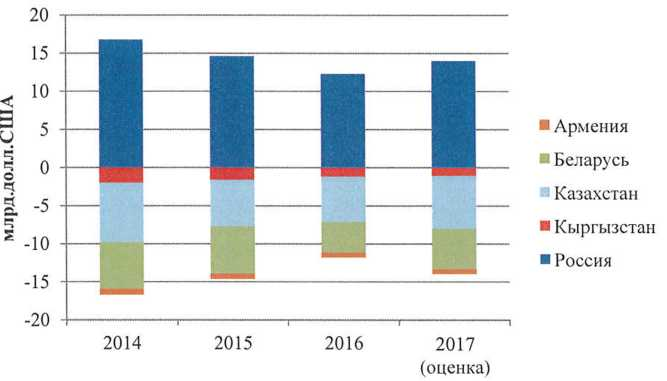 млрд.долл.США
20
15
10
5
0
-5
-10
-15
-20
2014
2015
2016
2017
(оценка)
Армения
Беларусь
Казахстан
Кыргызстан
Россия